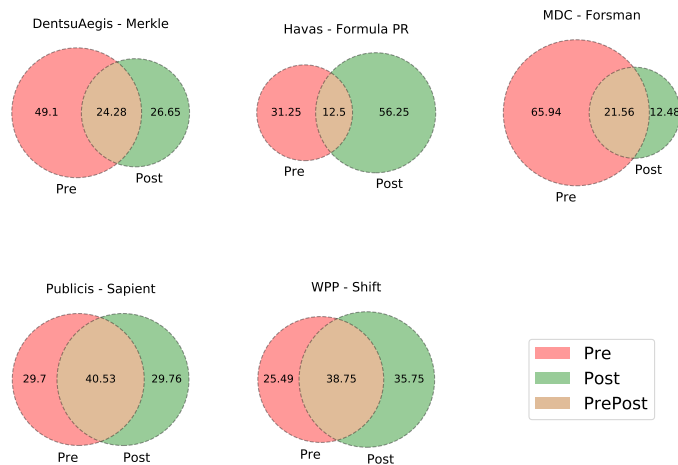 DentsuAegis - Merkle
49.1 24.28 26.65
Pre
Post
Havas - Formula PR
31.25 12.5 56.25
Pre
Post
MDC - Forsman
65.94 21.56 12.48
Post
Pre
Publicis - Sapient
29.7 40.53 29.76
Pre
Post
WPP - Shift
25.49 38.75 35.75
Pre
Post
Pre
Post
PrePost